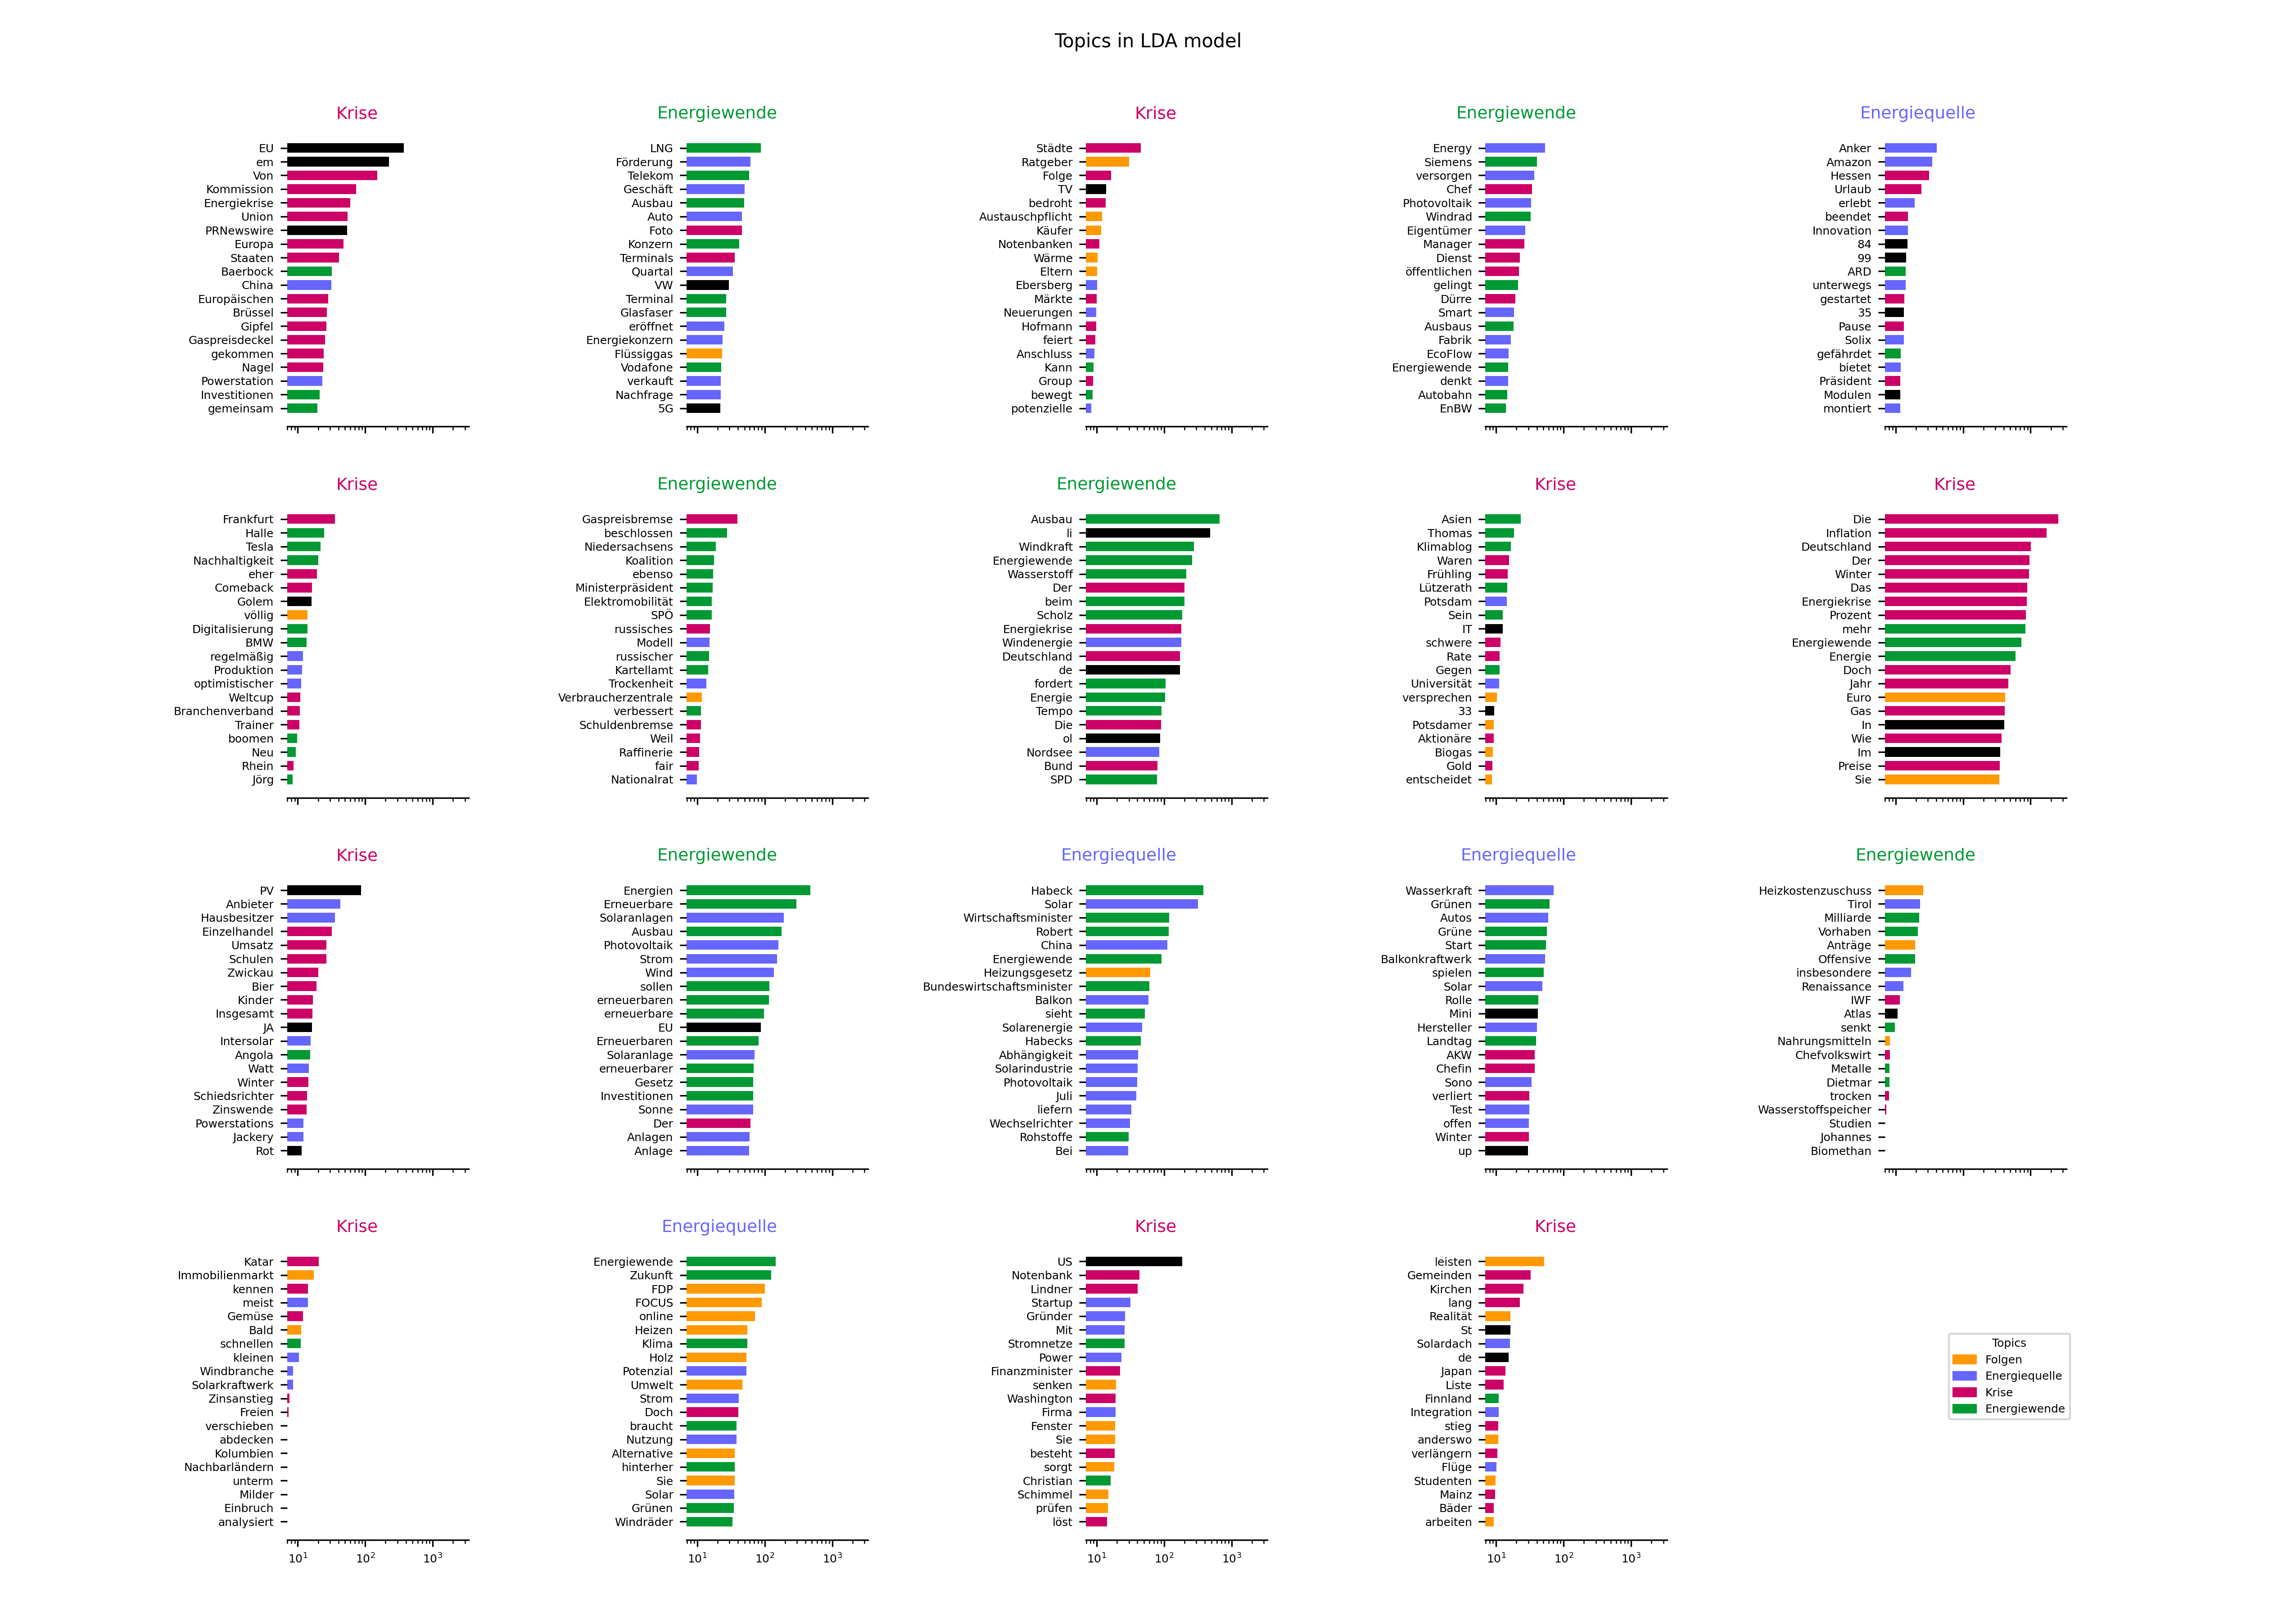 Topics in LDA model
Krise
EU
em
Von
Kommission
Energiekrise
Union
PRNewswire
Europa
Staaten
Baerbock
China
Europäischen
Brüssel
Gipfel
Gaspreisdeckel
gekommen
Nagel
Powerstation
Investitionen
gemeinsam
Energiewende
LNG
Förderung
Telekom
Geschäft
Ausbau
Auto
Foto
Konzern
Terminals
Quartal
VW
Terminal
Glasfaser
eröffnet
Energiekonzern
Flüssiggas
Vodafone
verkauft
Nachfrage
5G
Krise
Städte
Ratgeber
Folge
TV
bedroht
Austauschpflicht
Käufer
Notenbanken
Wärme
Eltern
Ebersberg
Märkte
Neuerungen
Hofmann
feiert
Anschluss
Kann
Group
bewegt
potenzielle
Energiewende
Energy
Siemens
versorgen
Chef
Photovoltaik
Windrad
Eigentümer
Manager
Dienst
öffentlichen
gelingt
Dürre
Smart
Ausbaus
Fabrik
EcoFlow
Energiewende
denkt
Autobahn
EnBW
Energiequelle
Anker
Amazon
Hessen
Urlaub
erlebt
beendet
Innovation
84
99
ARD
unterwegs
gestartet
35
Pause
Solix
gefährdet
bietet
Präsident
Modulen
montiert
Krise
Frankfurt
Halle
Tesla
Nachhaltigkeit
eher
Comeback
Golem
völlig
Digitalisierung
BMW
regelmäßig
Produktion
optimistischer
Weltcup
Branchenverband
Trainer
boomen
Neu
Rhein
Jörg
Energiewende
Gaspreisbremse
beschlossen
Niedersachsens
Koalition
ebenso
Ministerpräsident
Elektromobilität
SPÖ
russisches
Modell
russischer
Kartellamt
Trockenheit
Verbraucherzentrale
verbessert
Schuldenbremse
Weil
Raffinerie
fair
Nationalrat
Energiewende
Ausbau
li
Windkraft
Energiewende
Wasserstoff
Der
beim
Scholz
Energiekrise
Windenergie
Deutschland
de
fordert
Energie
Tempo
Die
ol
Nordsee
Bund
SPD
Krise
Asien
Thomas
Klimablog
Waren
Frühling
Lützerath
Potsdam
Sein
IT
schwere
Rate
Gegen
Universität
versprechen
33
Potsdamer
Aktionäre
Biogas
Gold
entscheidet
Krise
Die
Inflation
Deutschland
Der
Winter
Das
Energiekrise
Prozent
mehr
Energiewende
Energie
Doch
Jahr
Euro
Gas
In
Wie
Im
Preise
Sie
Krise
PV
Anbieter
Hausbesitzer
Einzelhandel
Umsatz
Schulen
Zwickau
Bier
Kinder
Insgesamt
JA
Intersolar
Angola
Watt
Winter
Schiedsrichter
Zinswende
Powerstations
Jackery
Rot
Energiewende
Energien
Erneuerbare
Solaranlagen
Ausbau
Photovoltaik
Strom
Wind
sollen
erneuerbaren
erneuerbare
EU
Erneuerbaren
Solaranlage
erneuerbarer
Gesetz
Investitionen
Sonne
Der
Anlagen
Anlage
Energiequelle
Habeck
Solar
Wirtschaftsminister
Robert
China
Energiewende
Heizungsgesetz
Bundeswirtschaftsminister
Balkon
sieht
Solarenergie
Habecks
Abhängigkeit
Solarindustrie
Photovoltaik
Juli
liefern
Wechselrichter
Rohstoffe
Bei
Energiequelle
Wasserkraft
Grünen
Autos
Grüne
Start
Balkonkraftwerk
spielen
Solar
Rolle
Mini
Hersteller
Landtag
AKW
Chefin
Sono
verliert
Test
offen
Winter
up
Energiewende
Heizkostenzuschuss
Tirol
Milliarde
Vorhaben
Anträge
Offensive
insbesondere
Renaissance
IWF
Atlas
senkt
Nahrungsmitteln
Chefvolkswirt
Metalle
Dietmar
trocken
Wasserstoffspeicher
Studien
Johannes
Biomethan
Krise
Katar
Immobilienmarkt
kennen
meist
Gemüse
Bald
schnellen
kleinen
Windbranche
Solarkraftwerk
Zinsanstieg
Freien
verschieben
abdecken
Kolumbien
Nachbarländern
unterm
Milder
Einbruch
analysiert
10¹ 10² 10³
Energiequelle
Energiewende
Zukunft
FDP
FOCUS
online
Heizen
Klima
Holz
Potenzial
Umwelt
Strom
Doch
braucht
Nutzung
Alternative
hinterher
Sie
Solar
Grünen
Windräder
10¹ 10² 10³
Krise
US
Notenbank
Lindner
Startup
Gründer
Mit
Stromnetze
Power
Finanzminister
senken
Washington
Firma
Fenster
Sie
besteht
sorgt
Christian
Schimmel
prüfen
löst
10¹ 10² 10³
Krise
leisten
Gemeinden
Kirchen
lang
Realität
St
Solardach
de
Japan
Liste
Finnland
Integration
stieg
anderswo
verlängern
Flüge
Studenten
Mainz
Bäder
arbeiten
10¹ 10² 10³
Topics
Folgen
Energiequelle
Krise
Energiewende